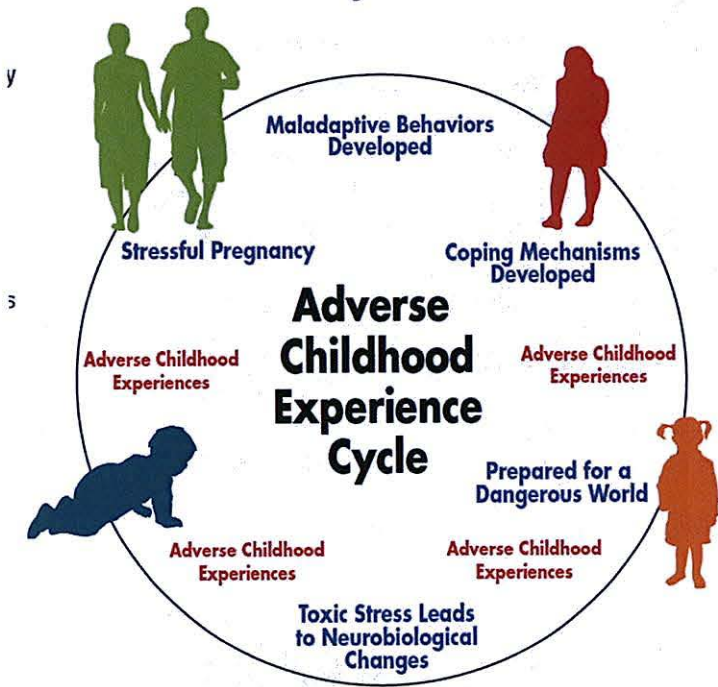 y
s
Maladaptive Behaviors
Developed
Stressful Pregnancy
Coping Mechanisms
Developed
Adverse
Childhood
Experience
Cycle
Adverse Childhood
Experiences
Adverse Childhood
Experiences
Prepared for a
Dangerous World
Adverse Childhood
Experiences
Adverse Childhood
Experiences
Toxic Stress Leads
to Neurobiological
Changes